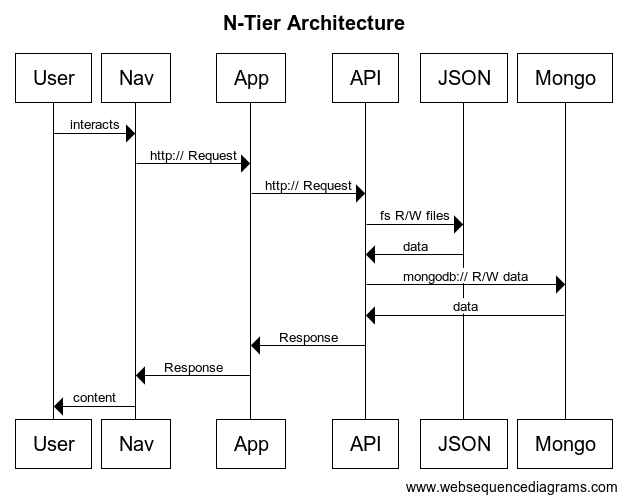 N-Tier Architecture
User Nav App API JSON Mongo
interacts
http:// Request
http:// Request
fs R/W files
data
mongodb:// R/W data
data
Response
Response
content
User Nav App API JSON Mongo
www.websequencediagrams.com